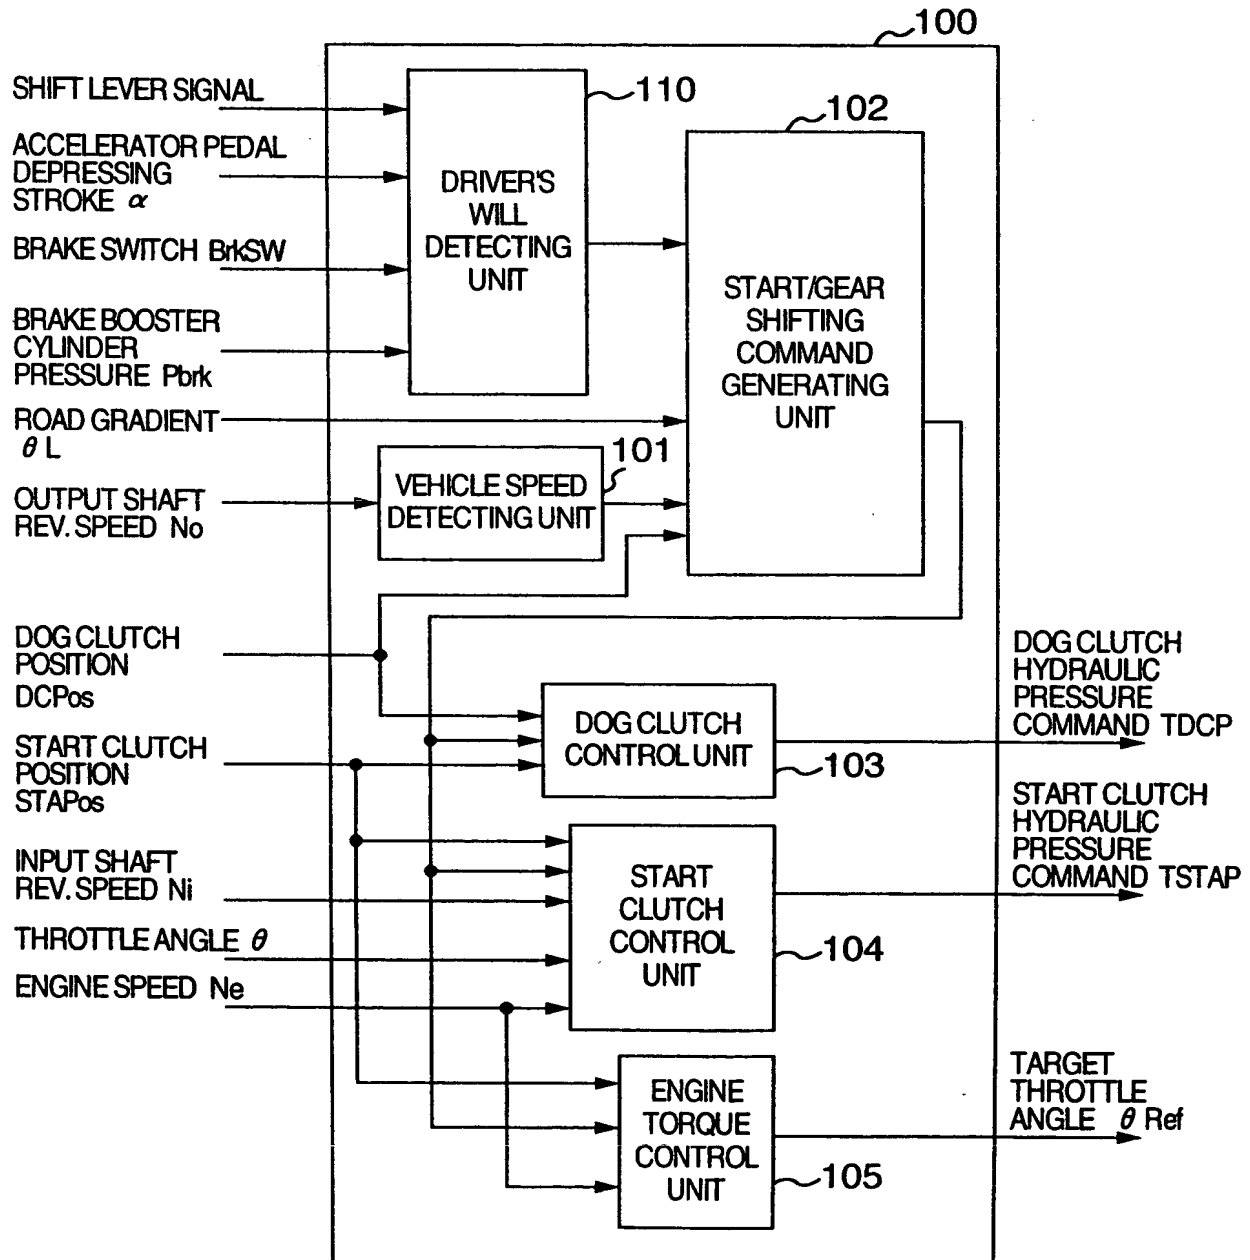 100
SHIFT LEVER SIGNAL
110
102
ACCELERATOR PEDAL
DEPRESSING
STROKE α
DRIVER'S
WILL
DETECTING
UNIT
BRAKE SWITCH BrkSW
START/GEAR
SHIFTING
COMMAND
GENERATING
UNIT
BRAKE BOOSTER
CYLINDER
PRESSURE Pbrk
ROAD GRADIENT
θ L
101
VEHICLE SPEED
DETECTING UNIT
OUTPUT SHAFT
REV. SPEED No
DOG CLUTCH
POSITION
DCPos
DOG CLUTCH
HYDRAULIC
PRESSURE
COMMAND TDCP
DOG CLUTCH
CONTROL UNIT
103
START CLUTCH
POSITION
STAPos
START CLUTCH
HYDRAULIC
PRESSURE
COMMAND TSTAP
INPUT SHAFT
REV. SPEED Ni
START
CLUTCH
CONTROL
UNIT
104
THROTTLE ANGLE θ
ENGINE SPEED Ne
ENGINE
TORQUE
CONTROL
UNIT
105
TARGET
THROTTLE
ANGLE θ Ref